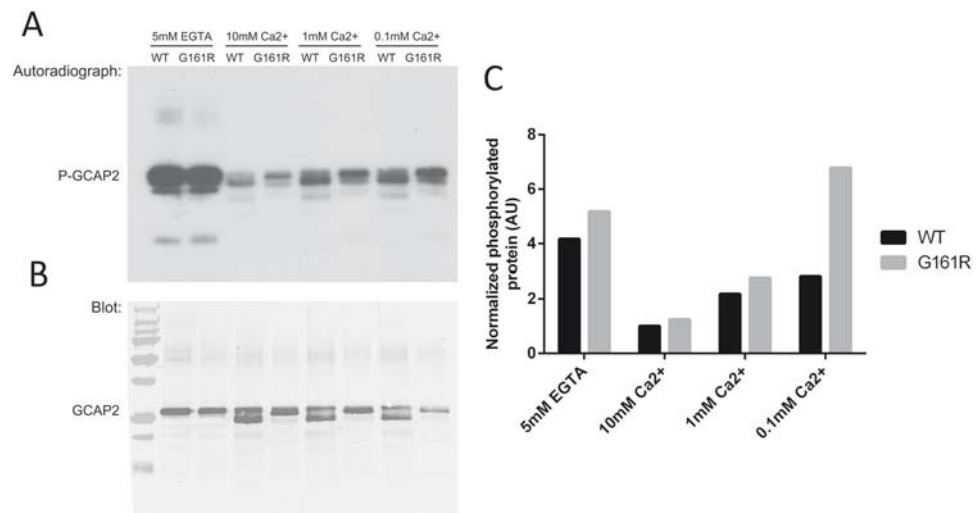 A
5mM EGTA 10mM Ca2+ 1mM Ca2+ 0.1mM Ca2+
WT G161R WT G161R WT G161R WT G161R
Autoradiograph:
P-GCAP2
B
Blot:
GCAP2
C
Normalized phosphorylated
protein (AU)
8
6
4
2
0
5mM EGTA
10mM Ca2+
1mM Ca2+
0.1mM Ca2+
WT
G161R